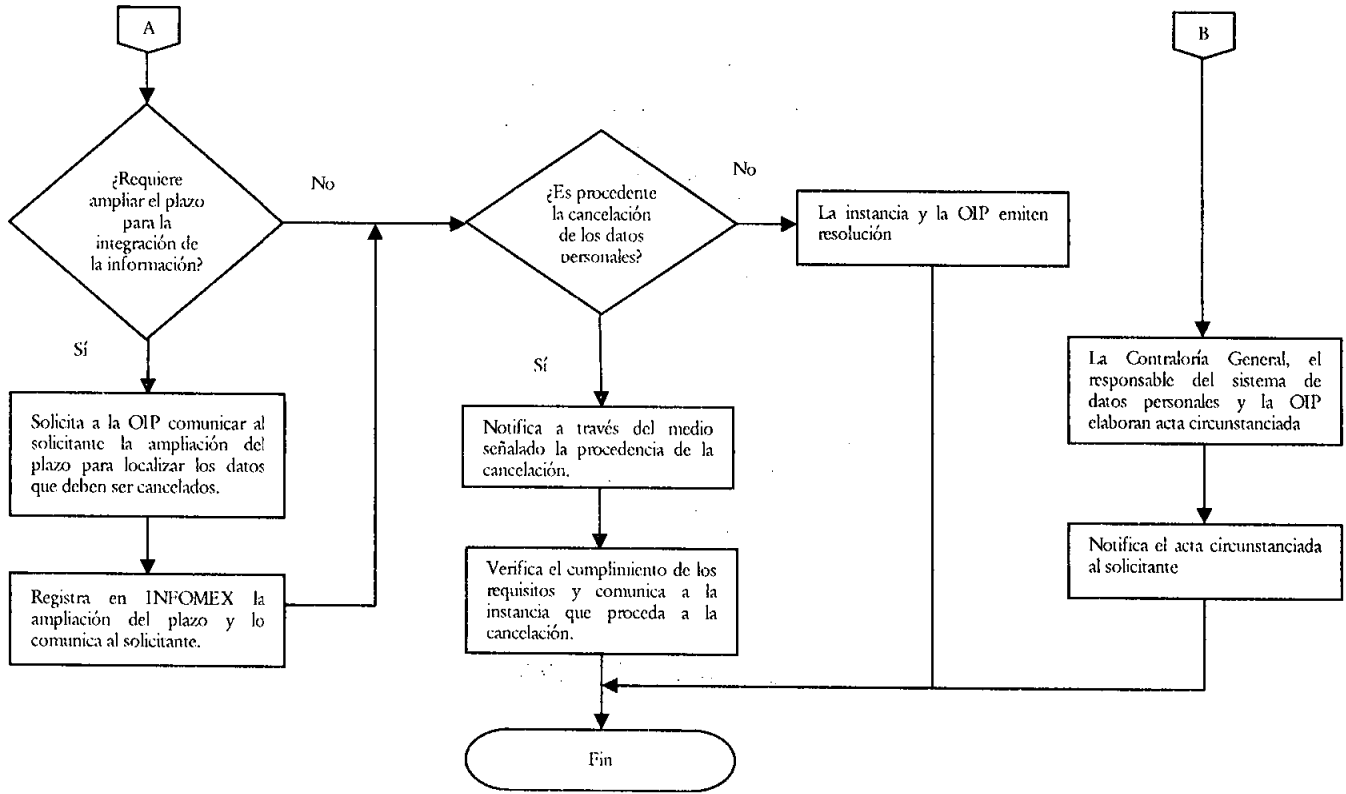 A
B
¿Requiere
ampliar el plazo
para la
integración de
la información?
No
Sí
¿Es procedente
la cancelación
de los datos
personales?
No
Sí
La instancia y la OIP emiten
resolución
Solicita a la OIP comunicar al
solicitante la ampliación del
plazo para localizar los datos
que deben ser cancelados.
Registra en INFOMEX la
ampliación del plazo y lo
comunica al solicitante.
Notifica a través del medio
señalado la procedencia de la
cancelación.
Verifica el cumplimiento de los
requisitos y comunica a la
instancia que proceda a la
cancelación.
La Contraloría General, el
responsable del sistema de
datos personales y la OIP
elaboran acta circunstanciada
Notifica el acta circunstanciada
al solicitante
Fin